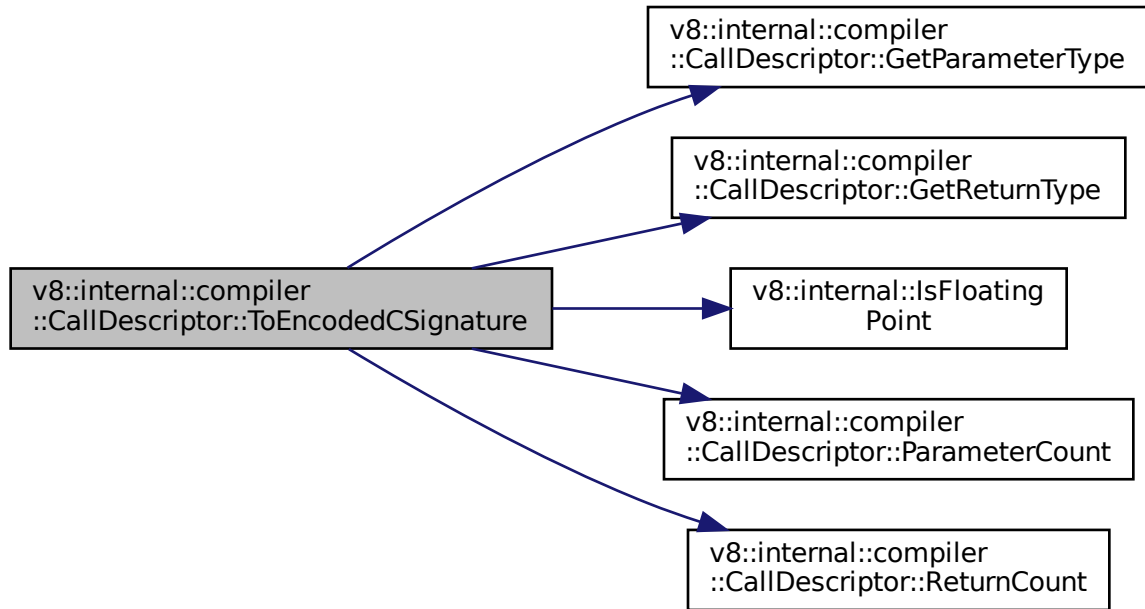 v8::internal::compiler
::CallDescriptor::GetParameterType
v8::internal::compiler
::CallDescriptor::GetReturnType
v8::internal::compiler
::CallDescriptor::ToEncodedCSignature
v8::internal::IsFloating
Point
v8::internal::compiler
::CallDescriptor::ParameterCount
v8::internal::compiler
::CallDescriptor::ReturnCount